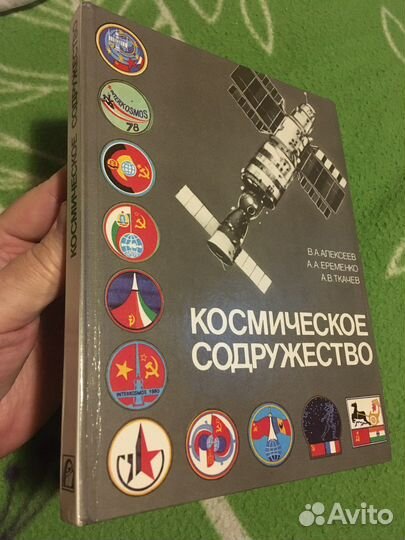 КОСМИЧЕСКОЕ СОДРУЖЕСТВО
INTERKOSMOS
78
INTERKOSMOS 1980
В.А.АЛЕКСЕЕВ
А.А.ЕРЕМЕНКО
А.В.ТКАЧЕВ
КОСМИЧЕСКОЕ
СОДРУЖЕСТВО
Avito